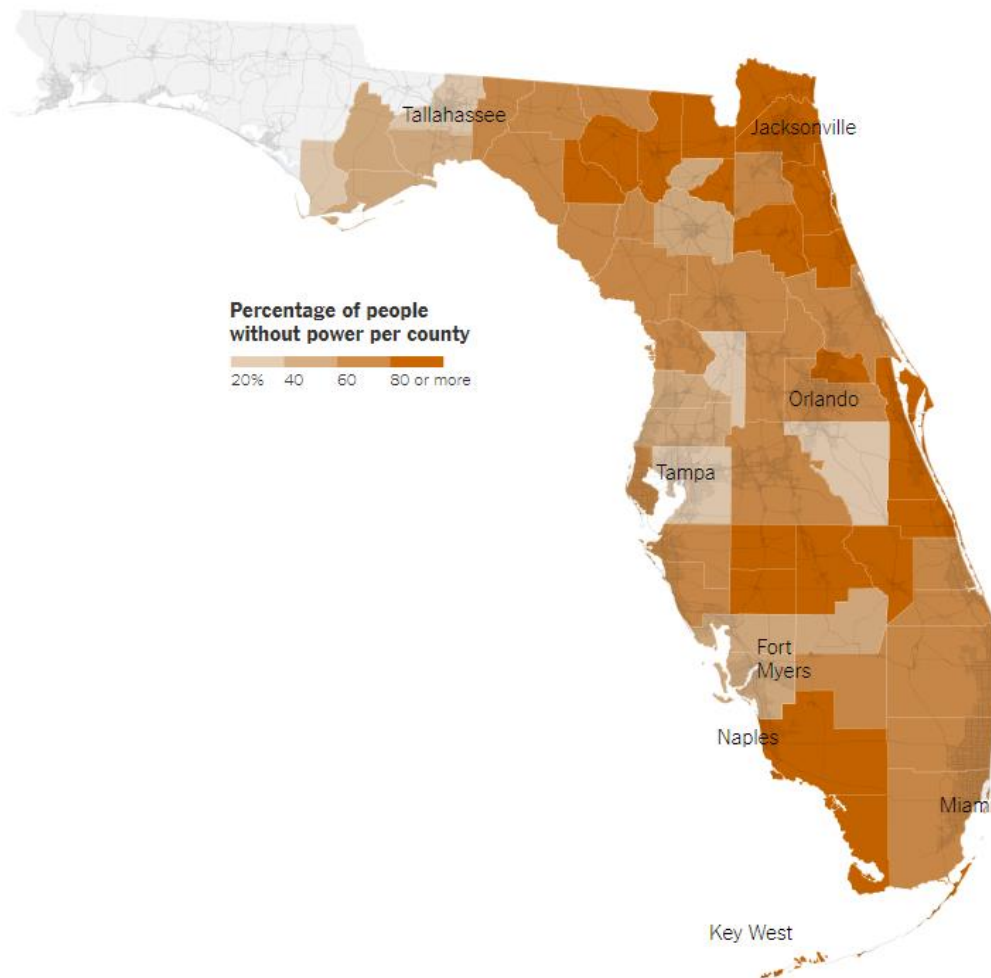 Tallahassee
Jacksonville
Percentage of people
without power per county
20% 40 60 80 or more
Orlando
Tampa
Fort
Myers
Naples
Miam
Key West